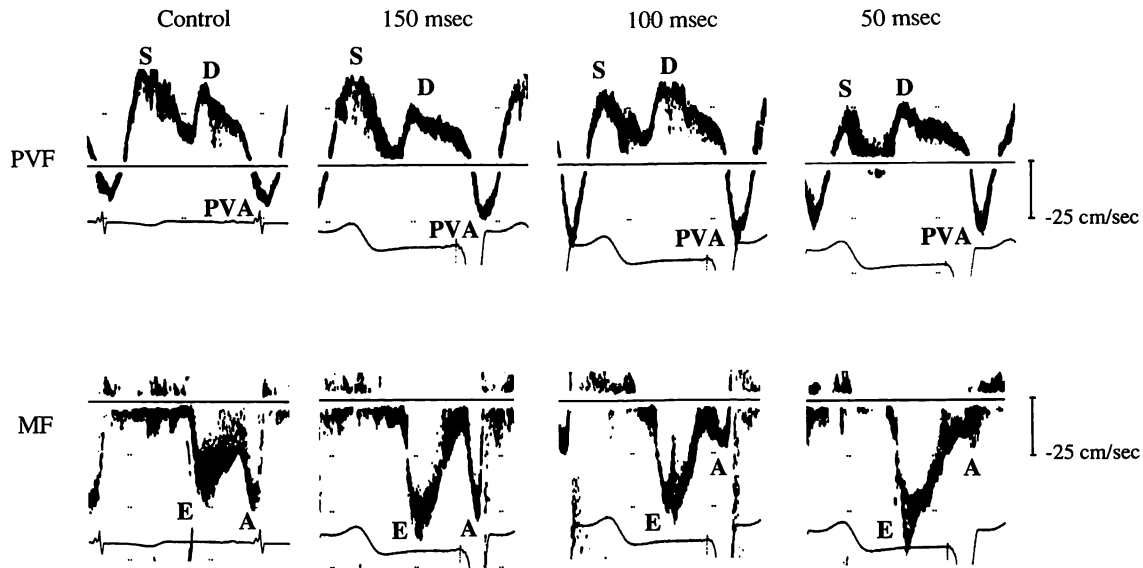 Control 150 msec 100 msec 50 msec
S D S D S D S D
PVF
PVA PVA PVA PVA
-25 cm/sec
MF
-25 cm/sec
E A E A E A E A